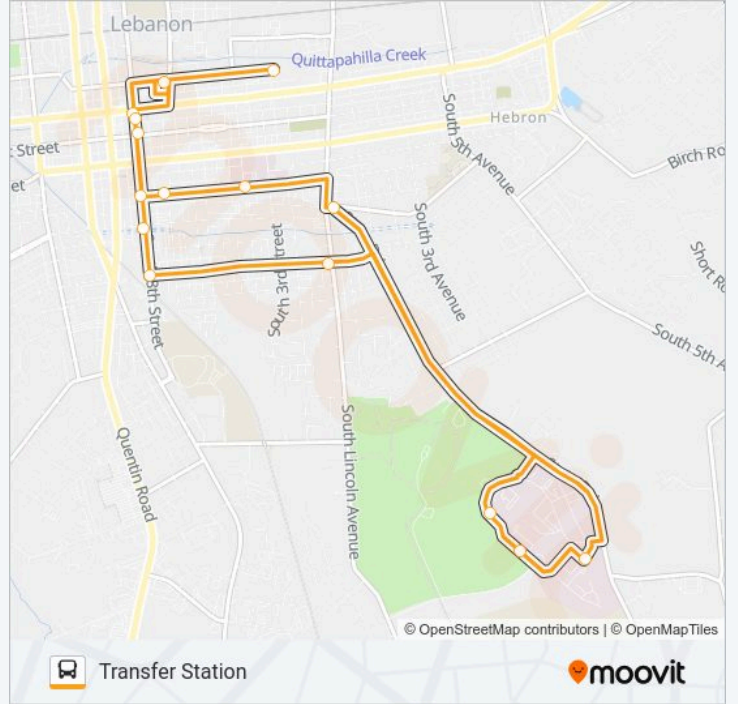 Lebanon
Quittapahilla Creek
South 5th Avenue
Hebron
Street
Birch Ro
et
South 3rd Street
South 3rd Avenue
Short R
8th Street
South 5th A
Quentin Road
South Lincoln Avenue
© OpenStreetMap contributors | © OpenMapTiles
Transfer Station
moovit